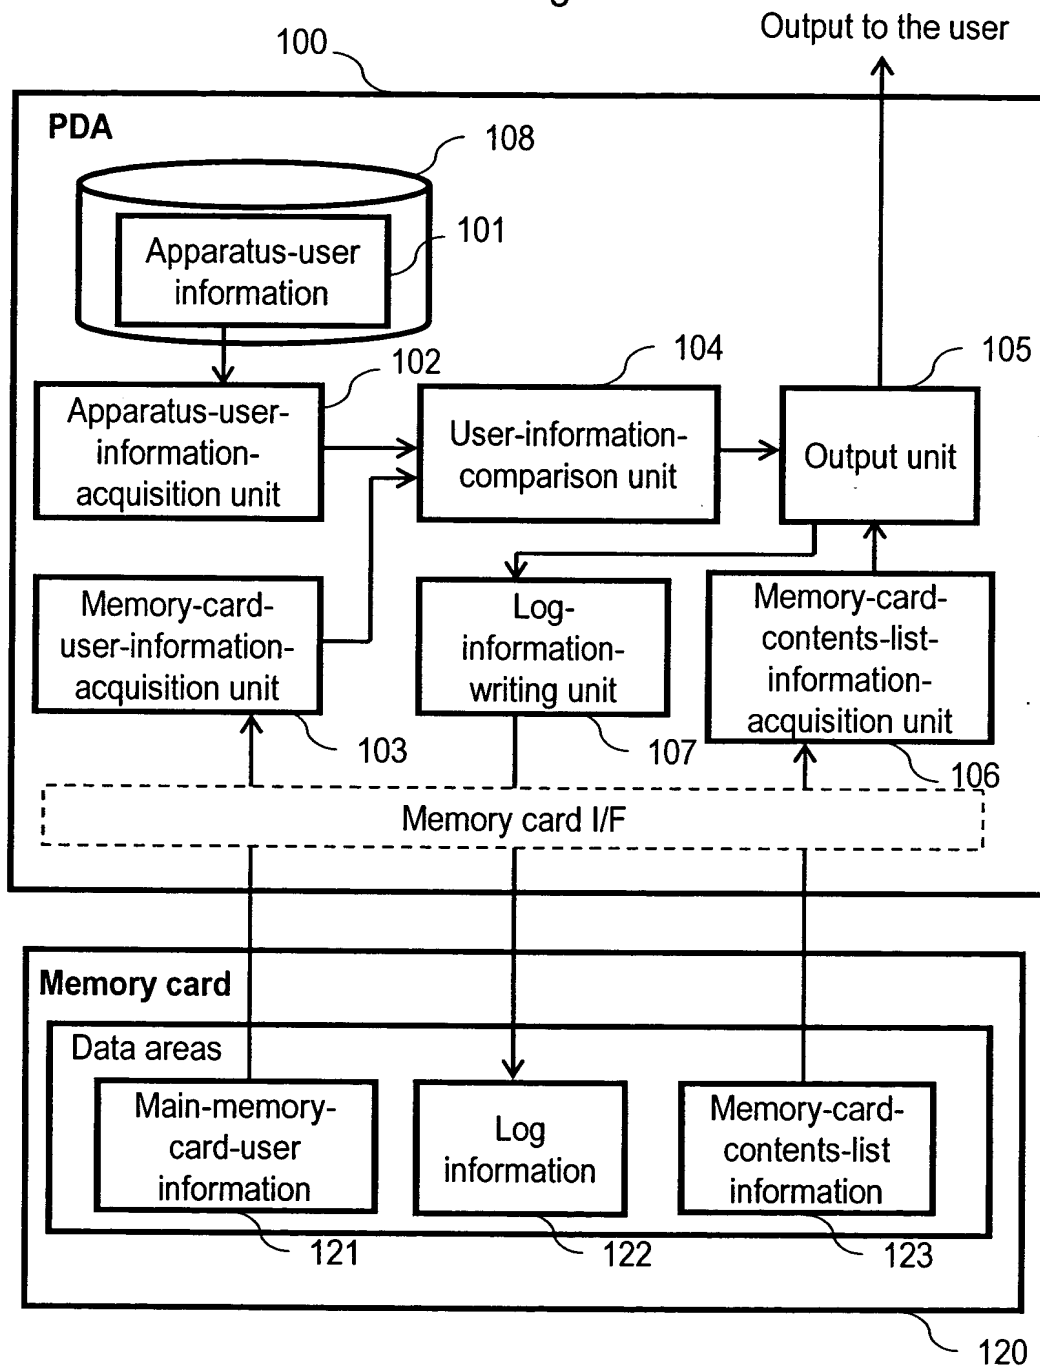 Output to the user
100
PDA
108
101
Apparatus-user
information
102
104
105
Apparatus-user-
information-
acquisition unit
User-information-
comparison unit
Output unit
Memory-card-
user-information-
acquisition unit
Log-
information-
writing unit
Memory-card-
contents-list-
information-
acquisition unit
103
107
106
Memory card I/F
Memory card
Data areas
Main-memory-
card-user
information
Log
information
Memory-card-
contents-list
information
121
122
123
120